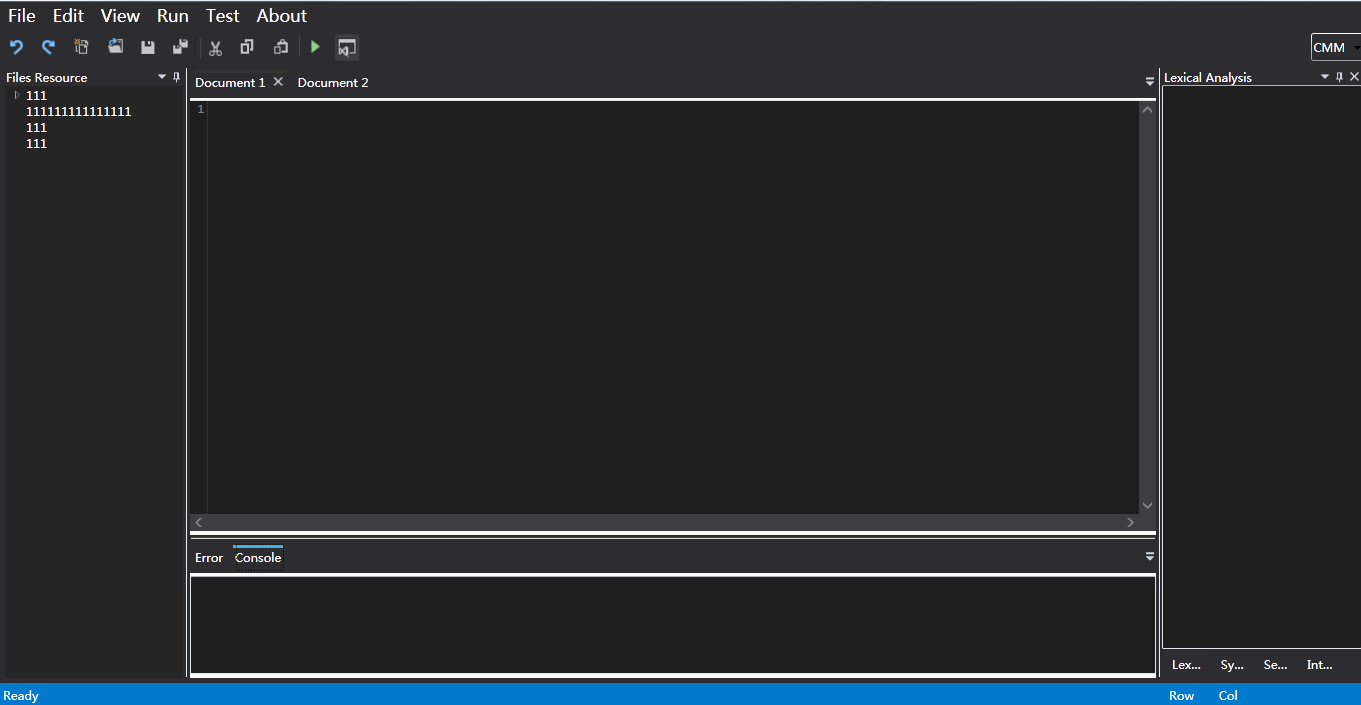 File Edit View Run Test About
CMM
Files Resource
111
111111111111111
111
111
Document 1 Document 2
1
Error Console
Lexical Analysis
Lex... Sy... Se... Int...
Ready Row Col